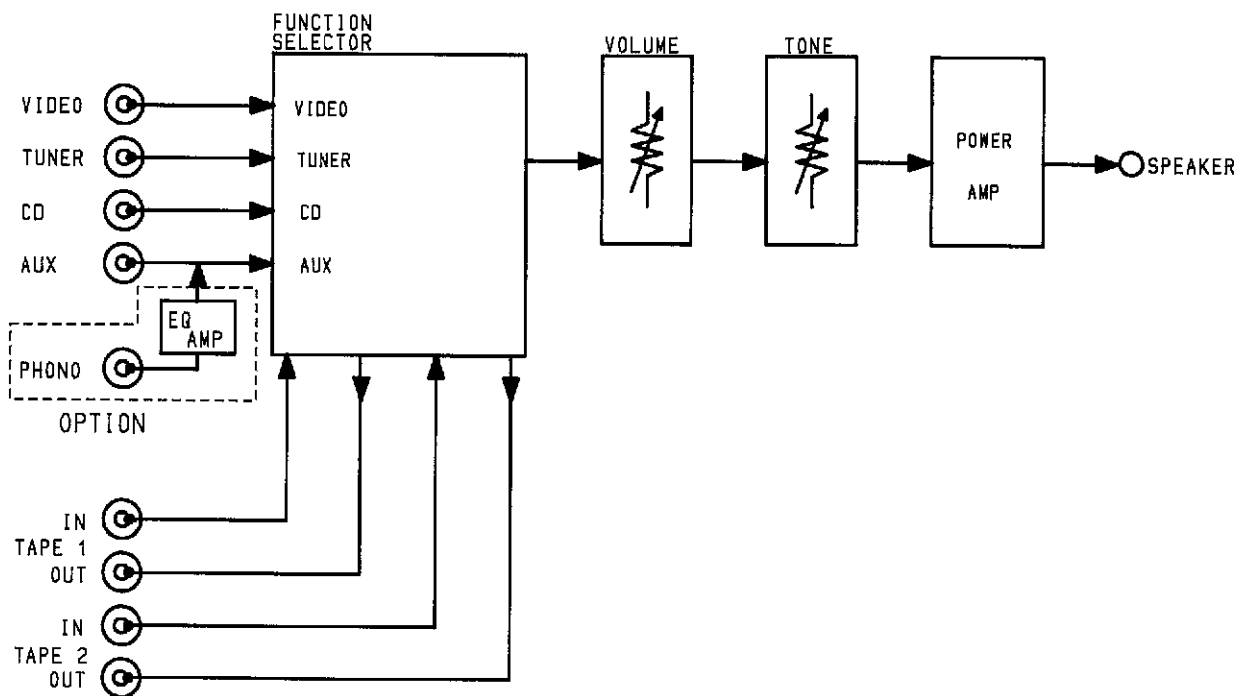 FUNCTION
SELECTOR
VOLUME
TONE
VIDEO
VIDEO
TUNER
TUNER
CD
CD
AUX
AUX
POWER
AMP
SPEAKER
EQ
AMP
PHONO
OPTION
IN
TAPE 1
OUT
IN
TAPE 2
OUT